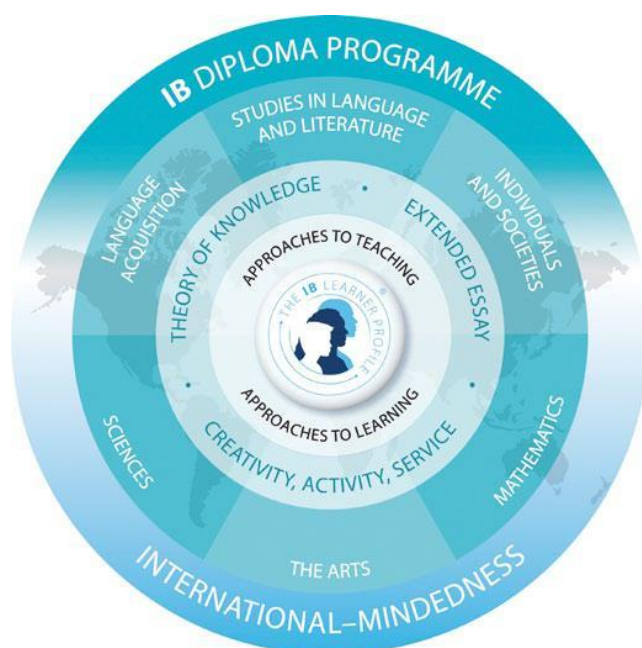 IB DIPLOMA PROGRAMME
STUDIES IN LANGUAGE
AND LITERATURE
LANGUAGE
ACQUISITION
INDIVIDUALS
AND SOCIETIES
THEORY OF KNOWLEDGE
•
EXTENDED ESSAY
APPROACHES TO TEACHING
• THE IB LEARNER PROFILE •
®
APPROACHES TO LEARNING
•
•
CREATIVITY, ACTIVITY, SERVICE
SCIENCES
MATHEMATICS
THE ARTS
INTERNATIONAL–MINDEDNESS